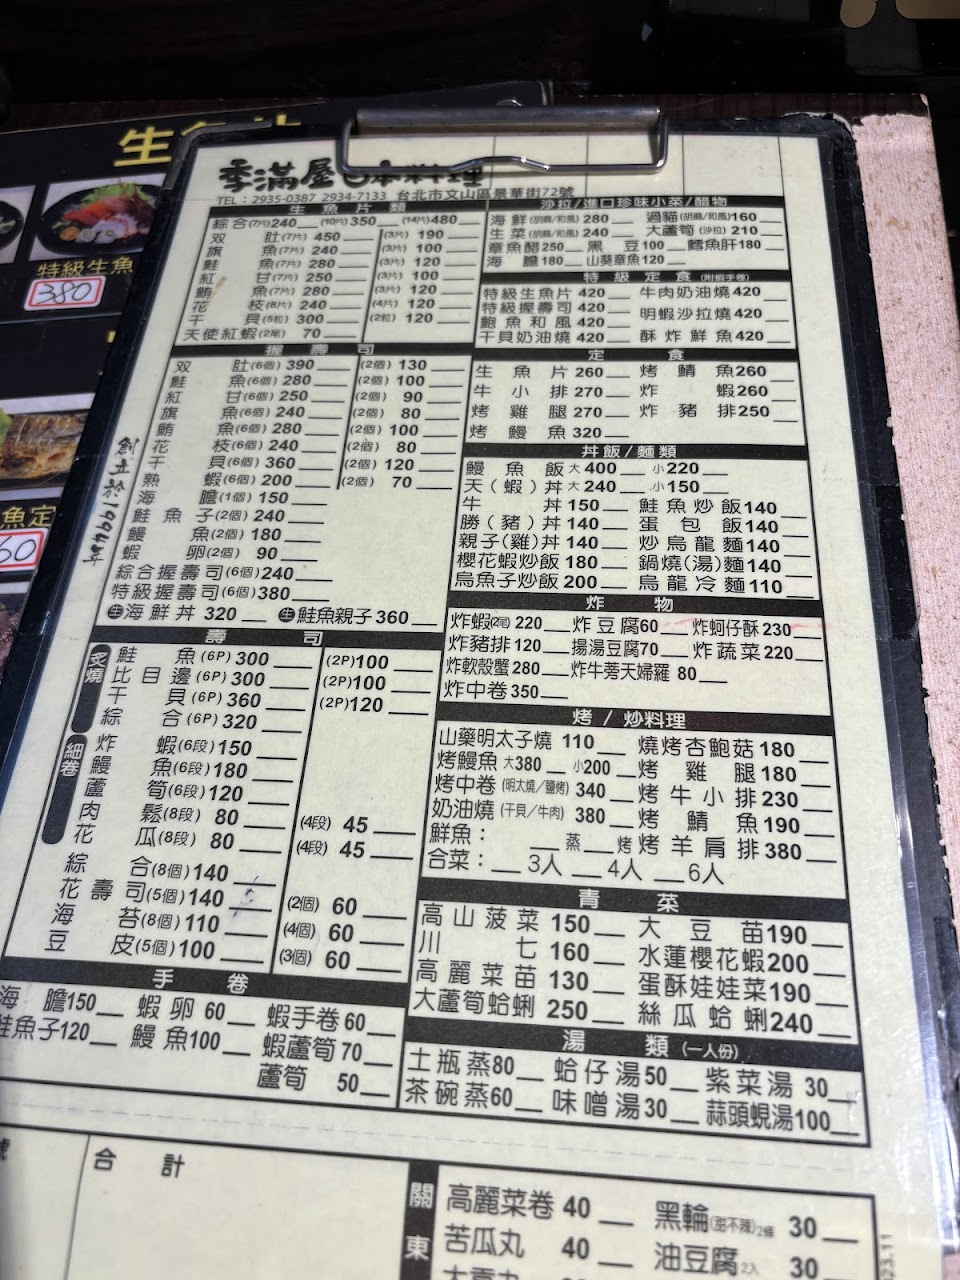 生魚片
特級生魚
380
魚定
60
創立於1994年
季滿屋日本料理
TEL：2935-0387 2934-7133 台北市文山區景華街72號
生魚片類
綜合(7片)240 (10片)350 (14片)480
双肚(7片)450 (3片)190
旗魚(7片)240 (3片)100
鮭魚(7片)280 (3片)120
紅甘(7片)250 (3片)100
鮪魚(7片)280 (3片)120
花枝(8片)240 (4片)120
干貝(5粒)300 (2粒)120
天使紅蝦(2尾) 70
握壽司
双肚(6個)390 (2個)130
鮭魚(6個)280 (2個)100
紅甘(6個)250 (2個)90
旗魚(6個)240 (2個)80
鮪魚(6個)280 (2個)100
花枝(6個)240 (2個)80
干貝(6個)360 (2個)120
熟蝦(6個)200 (2個)70
海膽(1個)150
鮭魚子(2個)240
鰻魚(2個)180
蝦卵(2個)90
綜合握壽司(6個)240
特級握壽司(6個)380
生海鮮丼 320 生鮭魚親子360
壽司
炙燒
鮭魚(6P)300 (2P)100
比目邊(6P)300 (2P)100
干貝(6P)360 (2P)120
綜合(6P)320
細卷
炸蝦(6段)150
鰻魚(6段)180
蘆筍(6段)120
肉鬆(8段)80 (4段)45
花瓜(8段)80 (4段)45
綜合(8個)140
花壽司(5個)140 (2個)60
海苔(8個)110 (4個)60
豆皮(5個)100 (3個)60
手卷
海膽150 蝦卵60 蝦手卷60
鮭魚子120 鰻魚100 蝦蘆筍70
蘆筍50
沙拉/進口珍味小菜/醋物
海鮮(胡麻/和風)280 過貓(胡麻/和風)160
生菜(胡麻/和風)240 大蘆筍(沙拉)210
章魚醋250 黑豆100 鱈魚肝180
海膽180 山葵章魚120
特級定食(附蝦手卷)
特級生魚片420 牛肉奶油燒420
特級握壽司420 明蝦沙拉燒420
鮑魚和風420
干貝奶油燒420 酥炸鮮魚420
定食
生魚片260 烤鯖魚260
牛小排270 炸蝦260
烤雞腿270 炸豬排250
烤鰻魚320
丼飯/麵類
鰻魚飯大400 小220
天(蝦)丼大240 小150
牛丼150 鮭魚炒飯140
勝(豬)丼140 蛋包飯140
親子(雞)丼140 炒烏龍麵140
櫻花蝦炒飯180 鍋燒(湯)麵140
烏魚子炒飯200 烏龍冷麵110
炸物
炸蝦(2尾)220 炸豆腐60 炸蚵仔酥230
炸豬排120 揚湯豆腐70 炸蔬菜220
炸軟殼蟹280 炸牛蒡天婦羅80
炸中卷350
烤/炒料理
山藥明太子燒110 燒烤杏鮑菇180
烤鰻魚大380 小200 烤雞腿180
烤中卷(明太燒/鹽烤)340 烤牛小排230
奶油燒(干貝/牛肉)380 烤鯖魚190
鮮魚：蒸 烤 烤羊肩排380
合菜：3人 4人 6人
青菜
高山菠菜150 大豆苗190
川七160 水蓮櫻花蝦200
高麗菜苗130 蛋酥娃娃菜190
大蘆筍蛤蜊250 絲瓜蛤蜊240
湯類(一人份)
土瓶蒸80 蛤仔湯50 紫菜湯30
茶碗蒸60 味噌湯30 蒜頭蜆湯100
號
合計
關東
高麗菜卷40 黑輪(甜不辣)2條30
苦瓜丸40 油豆腐2入30
23.11